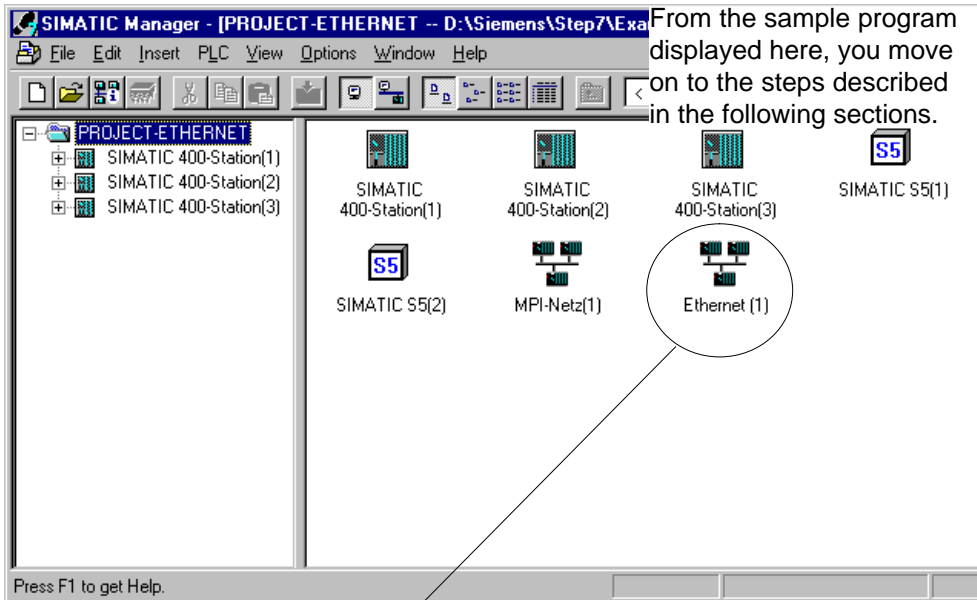 SIMATIC Manager - [PROJECT-ETHERNET -- D:\Siemens\Step7\Exa
From the sample program
displayed here, you move
on to the steps described
in the following sections.
File Edit Insert PLC View Options Window Help
<
PROJECT-ETHERNET
SIMATIC 400-Station(1)
SIMATIC 400-Station(2)
SIMATIC 400-Station(3)
SIMATIC
400-Station(1)
SIMATIC
400-Station(2)
SIMATIC
400-Station(3)
S5
SIMATIC S5(1)
S5
SIMATIC S5(2)
MPI-Netz(1)
Ethernet (1)
Press F1 to get Help.